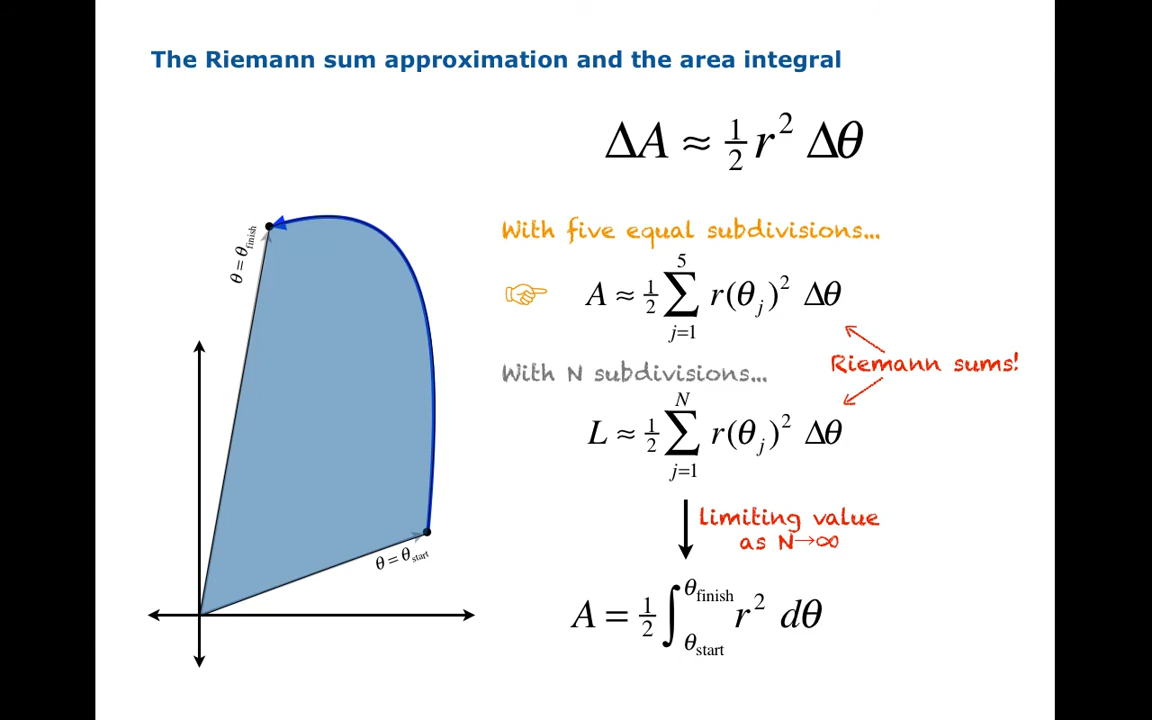 The Riemann sum approximation and the area integral
ΔA ≈ ½ r² Δθ
With five equal subdivisions...
A ≈ ½ ∑_{j=1}^{5} r(θ_j)² Δθ
Riemann sums!
With N subdivisions...
L ≈ ½ ∑_{j=1}^{N} r(θ_j)² Δθ
limiting value
as N→∞
A = ½ ∫_{θ_start}^{θ_finish} r² dθ
θ = θ_finish
θ = θ_start